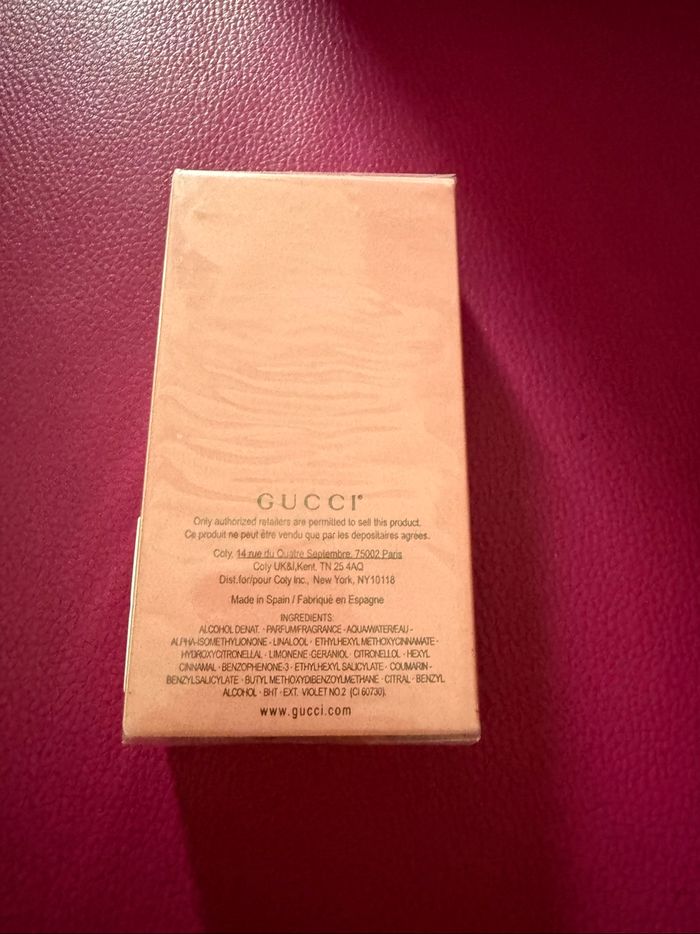 GUCCI®
Only authorized retailers are permitted to sell this product.
Ce produit ne peut être vendu que par les depositaires agrées.
Coty, 14 rue du Quatre Septembre, 75002 Paris
Coty UK&I,Kent, TN 25 4AQ
Dist.for/pour Coty Inc., New York, NY10118
Made in Spain / Fabriqué en Espagne
INGREDIENTS:
ALCOHOL DENAT. · PARFUM/FRAGRANCE · AQUA/WATER/EAU ·
ALPHA-ISOMETHYL IONONE · LINALOOL · ETHYLHEXYL METHOXYCINNAMATE ·
HYDROXYCITRONELLAL · LIMONENE · GERANIOL · CITRONELLOL · HEXYL
CINNAMAL · BENZOPHENONE-3 · ETHYLHEXYL SALICYLATE · COUMARIN ·
BENZYL SALICYLATE · BUTYL METHOXYDIBENZOYLMETHANE · CITRAL · BENZYL
ALCOHOL · BHT · EXT. VIOLET NO.2 (CI 60730).
www.gucci.com